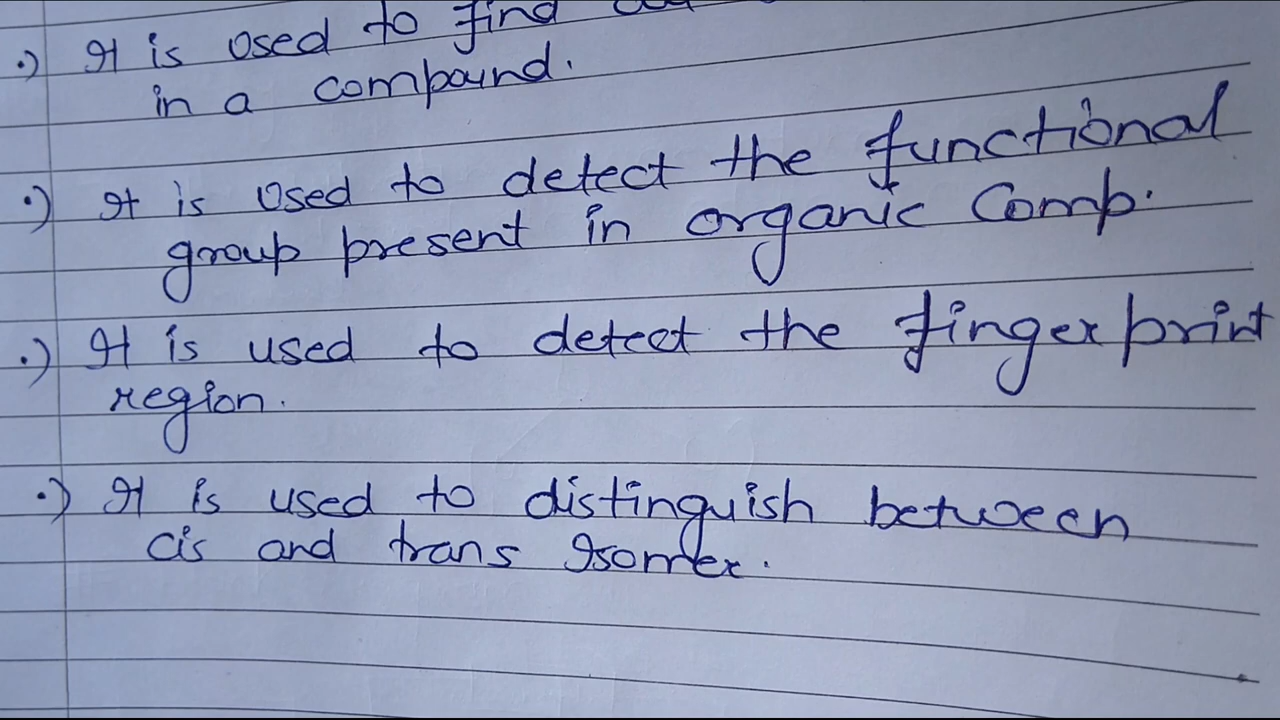 •) It is used to find
in a compound.
•) It is used to detect the functional
group present in organic Comp.
•) It is used to detect the fingerprint
region.
•) It is used to distinguish between
cis and trans Isomer.